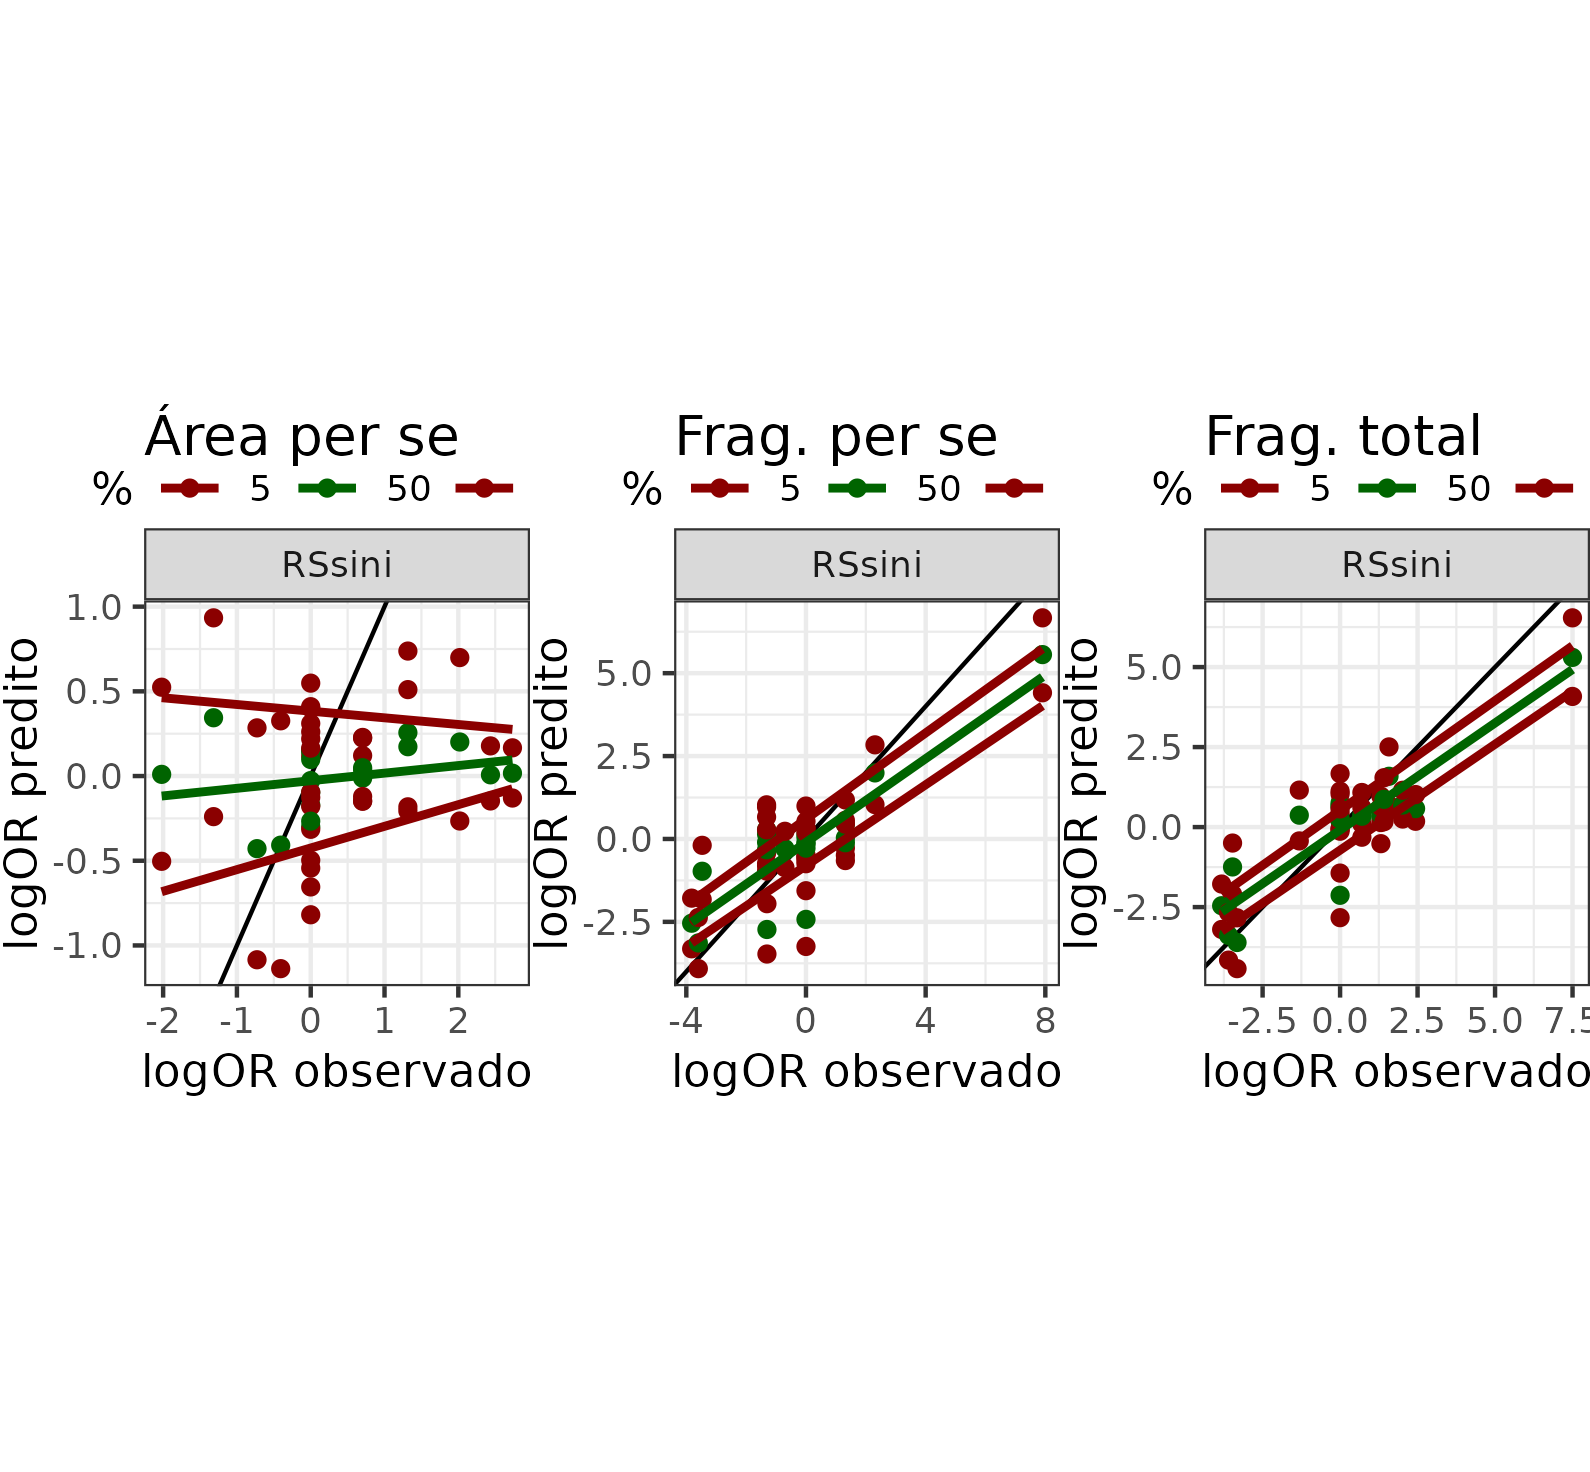 Área per se
% 5 50
RSsini
1.0
0.5
0.0
-0.5
-1.0
logOR predito
-2 -1 0 1 2
logOR observado
Frag. per se
% 5 50
RSsini
5.0
2.5
0.0
-2.5
logOR predito
-4 0 4 8
logOR observado
Frag. total
% 5 50
RSsini
5.0
2.5
0.0
-2.5
logOR predito
-2.5 0.0 2.5 5.0 7.5
logOR observado